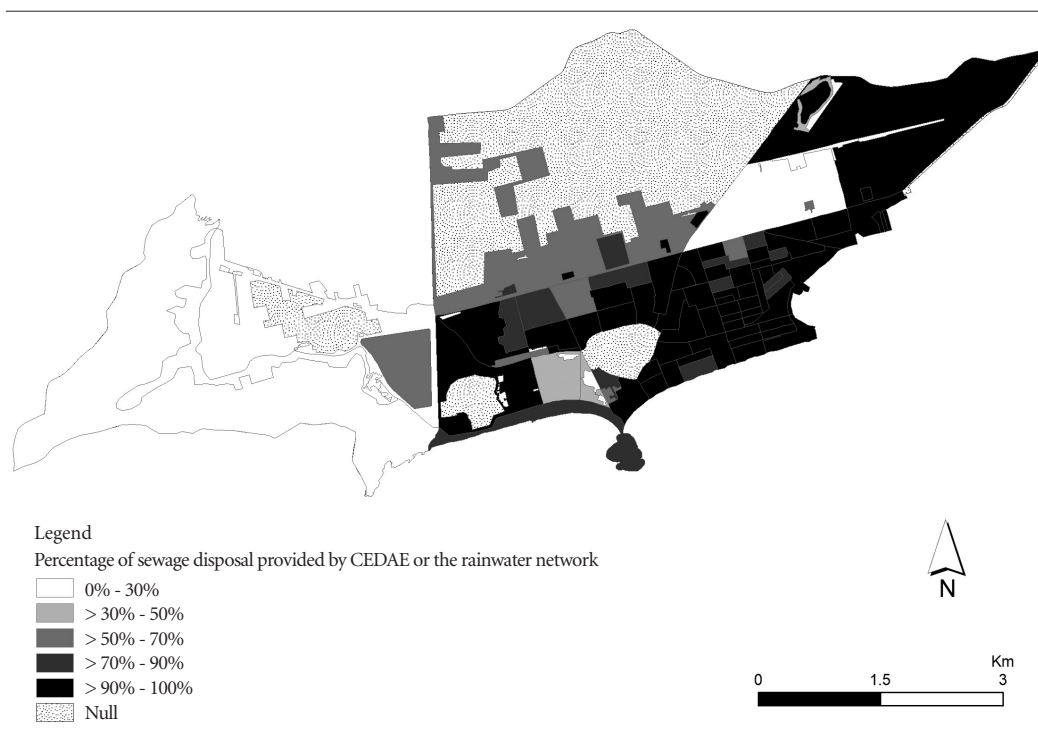 Legend
Percentage of sewage disposal provided by CEDAE or the rainwater network
0% - 30%
> 30% - 50%
> 50% - 70%
> 70% - 90%
> 90% - 100%
Null
N
Km
0 1.5 3